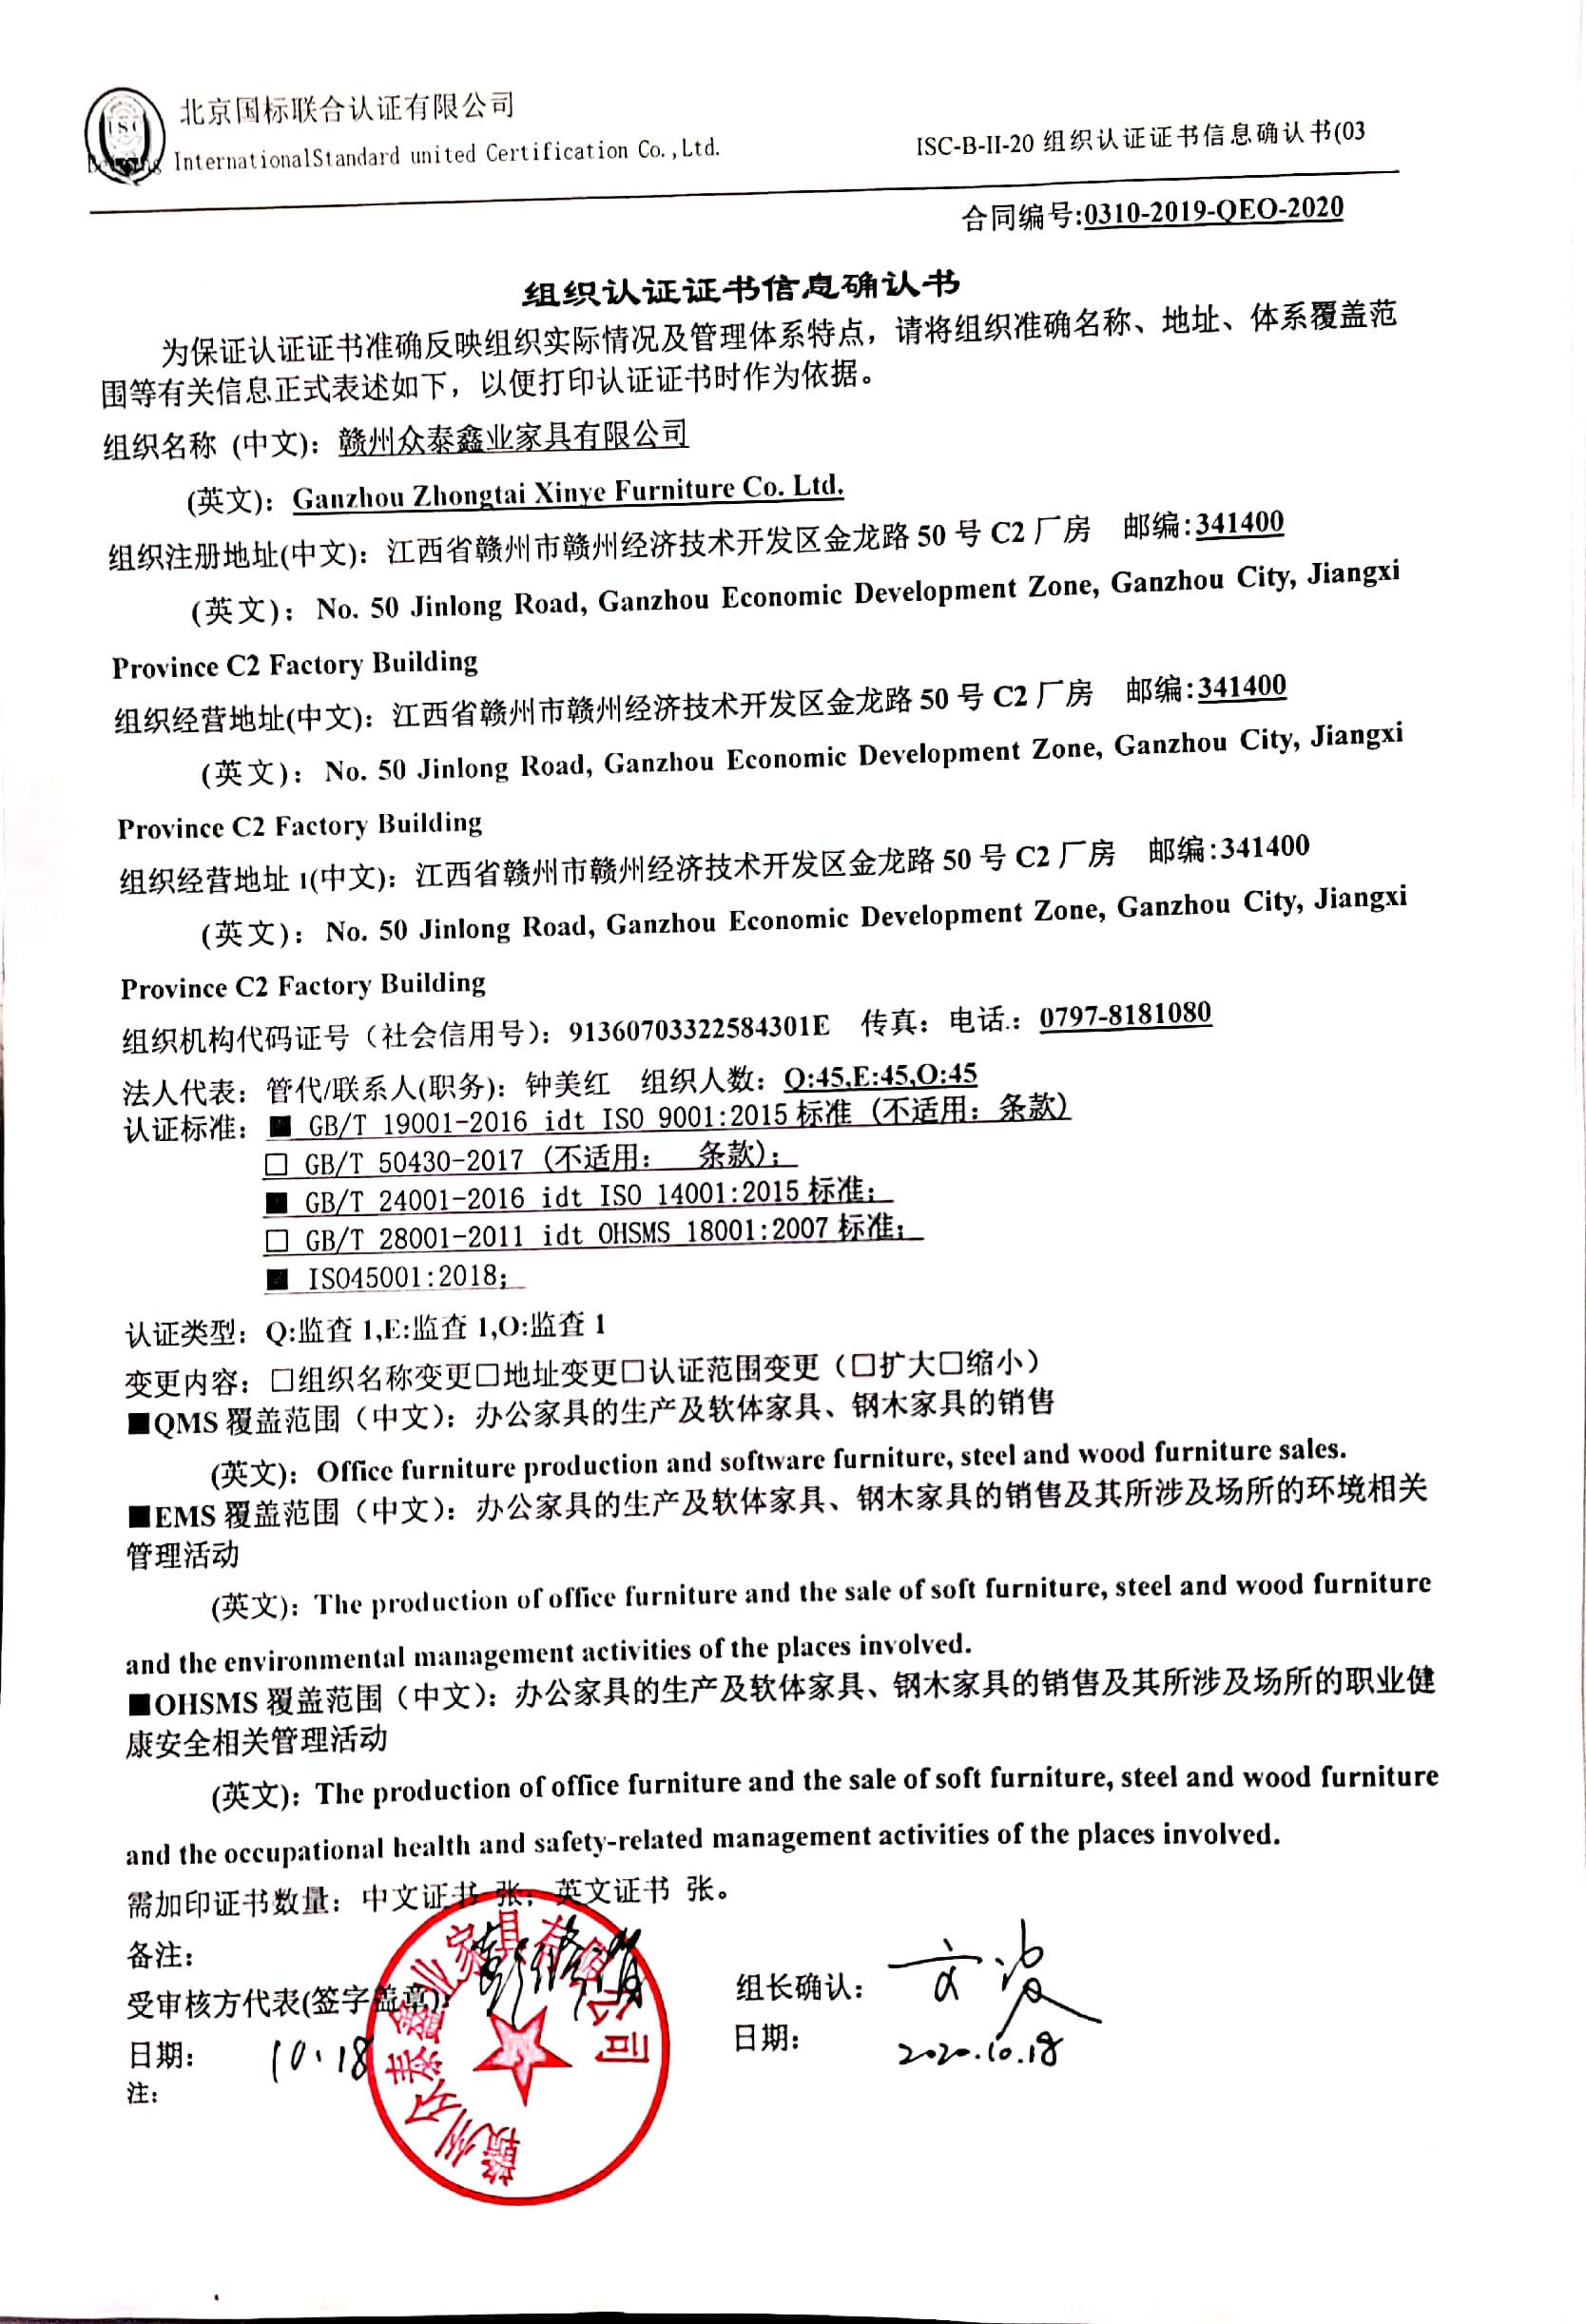 ISC
北京国标联合认证有限公司
Beijing InternationalStandard united Certification Co.,Ltd.
ISC-B-II-20 组织认证证书信息确认书(03
合同编号:0310-2019-QEO-2020
组织认证证书信息确认书
为保证认证证书准确反映组织实际情况及管理体系特点，请将组织准确名称、地址、体系覆盖范
围等有关信息正式表述如下，以便打印认证证书时作为依据。
组织名称 (中文)：赣州众泰鑫业家具有限公司
(英文)：Ganzhou Zhongtai Xinye Furniture Co. Ltd.
组织注册地址(中文)：江西省赣州市赣州经济技术开发区金龙路 50 号 C2 厂房 邮编:341400
(英文)：No. 50 Jinlong Road, Ganzhou Economic Development Zone, Ganzhou City, Jiangxi
Province C2 Factory Building
组织经营地址(中文)：江西省赣州市赣州经济技术开发区金龙路 50 号 C2 厂房 邮编:341400
(英文)：No. 50 Jinlong Road, Ganzhou Economic Development Zone, Ganzhou City, Jiangxi
Province C2 Factory Building
组织经营地址 1(中文)：江西省赣州市赣州经济技术开发区金龙路 50 号 C2 厂房 邮编:341400
(英文)：No. 50 Jinlong Road, Ganzhou Economic Development Zone, Ganzhou City, Jiangxi
Province C2 Factory Building
组织机构代码证号（社会信用号)：91360703322584301E 传真：电话.：0797-8181080
法人代表：管代/联系人(职务)：钟美红 组织人数：Q:45,E:45,O:45
认证标准：■ GB/T 19001-2016 idt ISO 9001:2015 标准（不适用：条款）
□ GB/T 50430-2017（不适用： 条款）；
■ GB/T 24001-2016 idt ISO 14001:2015 标准；
□ GB/T 28001-2011 idt OHSMS 18001:2007 标准；
■ ISO45001:2018；
认证类型：Q:监查 1,E:监查 1,O:监查 1
变更内容：□组织名称变更□地址变更□认证范围变更（□扩大□缩小）
■QMS 覆盖范围（中文)：办公家具的生产及软体家具、钢木家具的销售
(英文)：Office furniture production and software furniture, steel and wood furniture sales.
■EMS 覆盖范围（中文)：办公家具的生产及软体家具、钢木家具的销售及其所涉及场所的环境相关
管理活动
(英文)：The production of office furniture and the sale of soft furniture, steel and wood furniture
and the environmental management activities of the places involved.
■OHSMS 覆盖范围（中文)：办公家具的生产及软体家具、钢木家具的销售及其所涉及场所的职业健
康安全相关管理活动
(英文)：The production of office furniture and the sale of soft furniture, steel and wood furniture
and the occupational health and safety-related management activities of the places involved.
需加印证书数量：中文证书 张；英文证书 张。
备注：
受审核方代表(签字盖章)： 组长确认：
日期： 10.18 日期： 2020.10.18
注：
赣州众泰鑫业家具有限公司